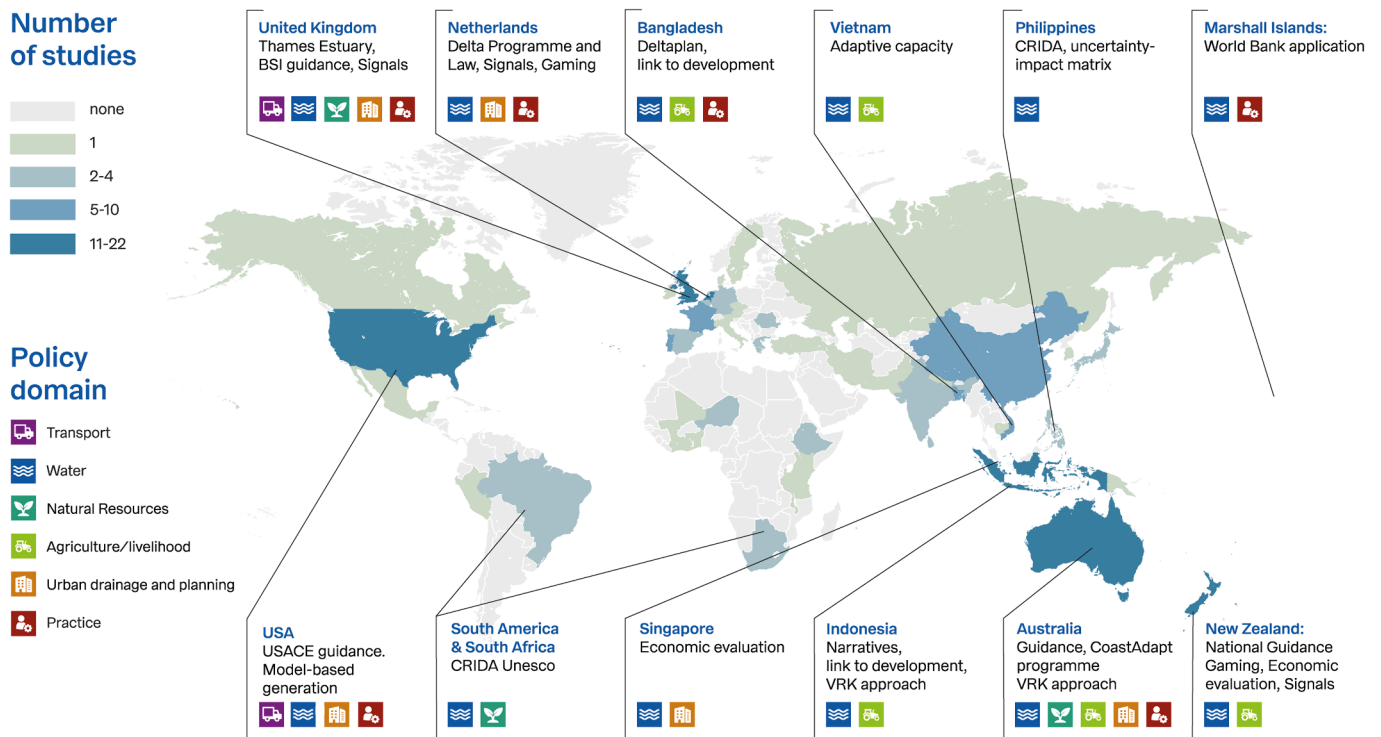 Number
of studies
none
1
2-4
5-10
11-22
Policy
domain
Transport
Water
Natural Resources
Agriculture/livelihood
Urban drainage and planning
Practice
United Kingdom
Thames Estuary,
BSI guidance, Signals
Netherlands
Delta Programme and
Law, Signals, Gaming
Bangladesh
Deltaplan,
link to development
Vietnam
Adaptive capacity
Philippines
CRIDA, uncertainty-
impact matrix
Marshall Islands:
World Bank application
USA
USACE guidance.
Model-based
generation
South America
& South Africa
CRIDA Unesco
Singapore
Economic evaluation
Indonesia
Narratives,
link to development,
VRK approach
Australia
Guidance, CoastAdapt
programme
VRK approach
New Zealand:
National Guidance
Gaming, Economic
evaluation, Signals